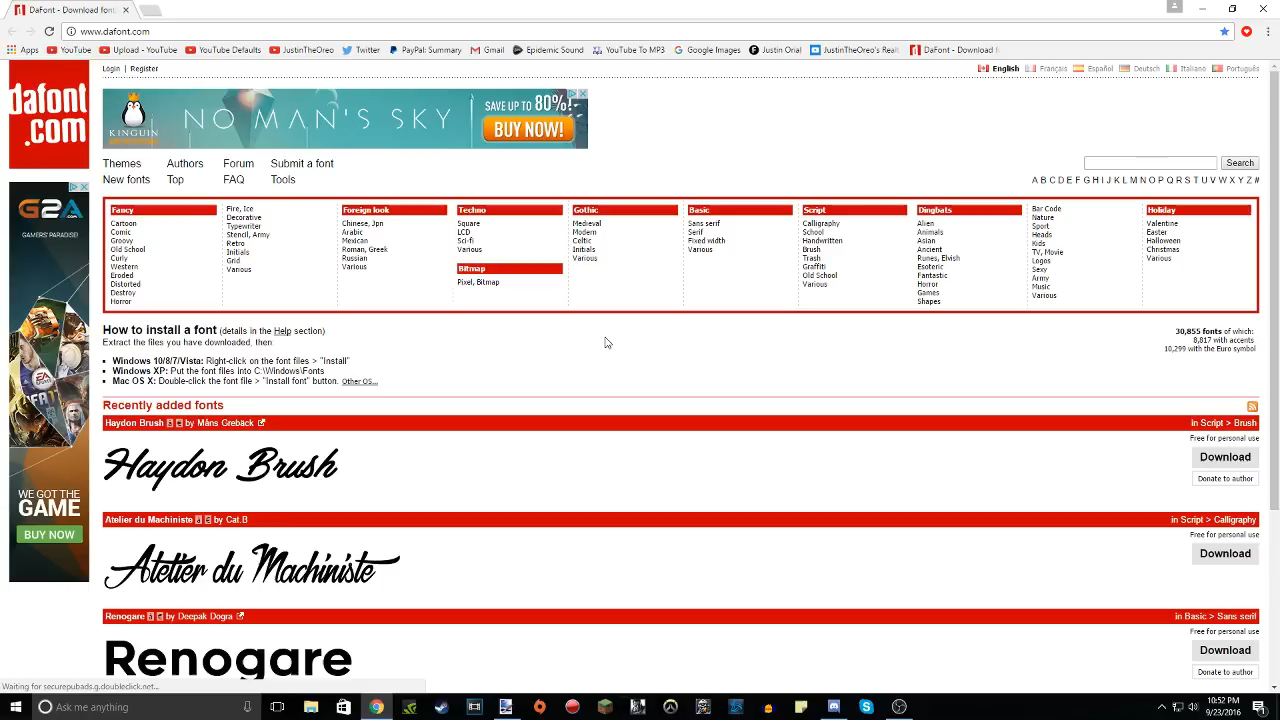 DaFont - Download font
www.dafont.com
Apps YouTube Upload - YouTube YouTube Defaults JustinTheOreo Twitter PayPal: Summary Gmail Epidemic Sound YouTube To MP3 Google Images Justin Orial JustinTheOreo's Realt DaFont - Download f
Login | Register
English Français Español Deutsch Italiano Português
dafont
.com
KINGUIN
NO MAN'S SKY
SAVE UP TO 80%!
BUY NOW!
Themes Authors Forum Submit a font
New fonts Top FAQ Tools
Search
A B C D E F G H I J K L M N O P Q R S T U V W X Y Z #
G2A
GAMERS' PARADISE!
EA SPORTS
FIFA
WE GOT THE
GAME
BUY NOW
Fancy
Cartoon
Comic
Groovy
Old School
Curly
Western
Eroded
Distorted
Destroy
Horror
Fire, Ice
Decorative
Typewriter
Stencil, Army
Retro
Initials
Grid
Various
Foreign look
Chinese, Jpn
Arabic
Mexican
Roman, Greek
Russian
Various
Techno
Square
LCD
Sci-fi
Various
Bitmap
Pixel, Bitmap
Gothic
Medieval
Modern
Celtic
Initials
Various
Basic
Sans serif
Serif
Fixed width
Various
Script
Calligraphy
School
Handwritten
Brush
Trash
Graffiti
Old School
Various
Dingbats
Alien
Animals
Asian
Ancient
Runes, Elvish
Esoteric
Fantastic
Horror
Games
Shapes
Bar Code
Nature
Sport
Heads
Kids
TV, Movie
Logos
Sexy
Army
Music
Various
Holiday
Valentine
Easter
Halloween
Christmas
Various
How to install a font (details in the Help section)
Extract the files you have downloaded, then:
Windows 10/8/7/Vista: Right-click on the font files > "Install"
Windows XP: Put the font files into C:\Windows\Fonts
Mac OS X: Double-click the font file > "Install font" button. Other OS...
30,855 fonts of which:
8,817 with accents
10,299 with the Euro symbol
Recently added fonts
Haydon Brush à € by Måns Grebäck
in Script > Brush
Free for personal use
Haydon Brush
Download
Donate to author
Atelier du Machiniste à € by Cat.B
in Script > Calligraphy
Free for personal use
Atelier du Machiniste
Download
Renogare à € by Deepak Dogra
in Basic > Sans serif
Free for personal use
Renogare
Download
Donate to author
Waiting for securepubads.g.doubleclick.net...
Ask me anything
10:52 PM
9/23/2016